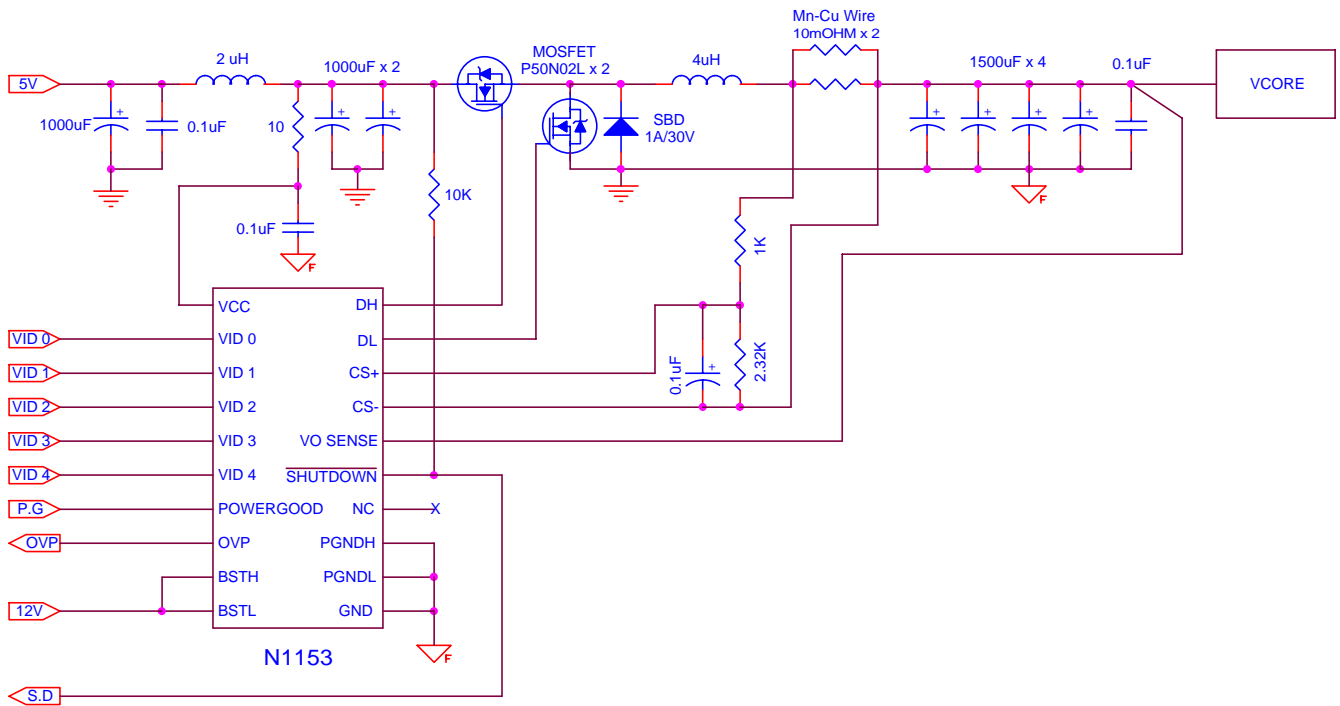 Mn-Cu Wire
10mOHM x 2
MOSFET
P50N02L x 2
2 uH
1000uF x 2
4uH
1500uF x 4
0.1uF
5V
VCORE
1000uF
0.1uF
10
SBD
1A/30V
10K
F
0.1uF
F
1K
VCC
DH
VID 0
VID 0
DL
0.1uF
2.32K
VID 1
VID 1
CS+
VID 2
VID 2
CS-
VID 3
VID 3
VO SENSE
VID 4
VID 4
SHUTDOWN
P.G
POWERGOOD
NC
X
OVP
OVP
PGNDH
BSTH
PGNDL
12V
BSTL
GND
F
N1153
S.D